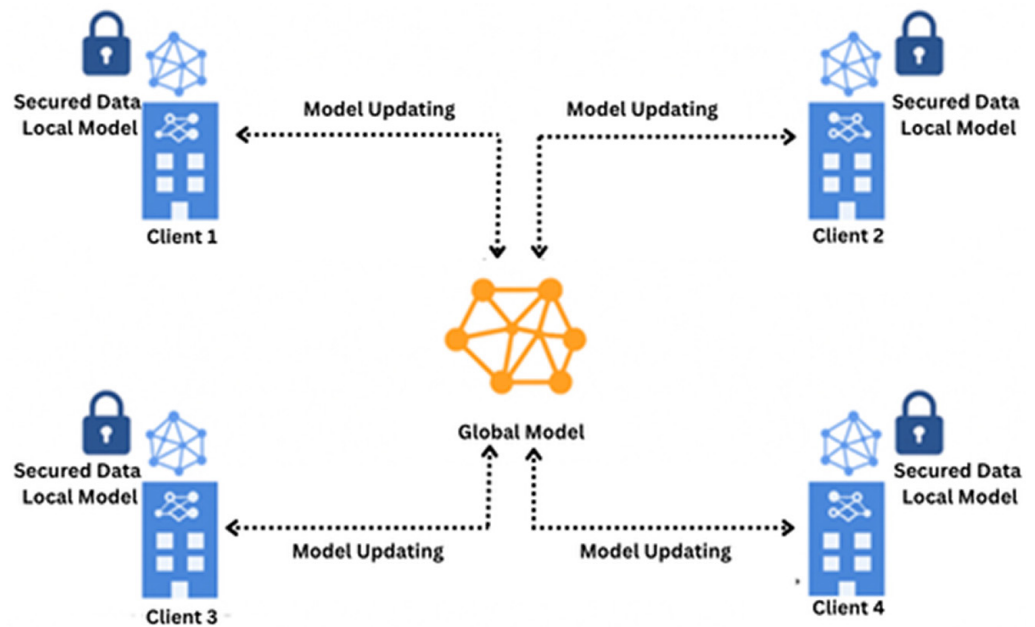 Secured Data
Local Model
Client 1
Model Updating
Model Updating
Secured Data
Local Model
Client 2
Global Model
Secured Data
Local Model
Client 3
Model Updating
Model Updating
Secured Data
Local Model
Client 4